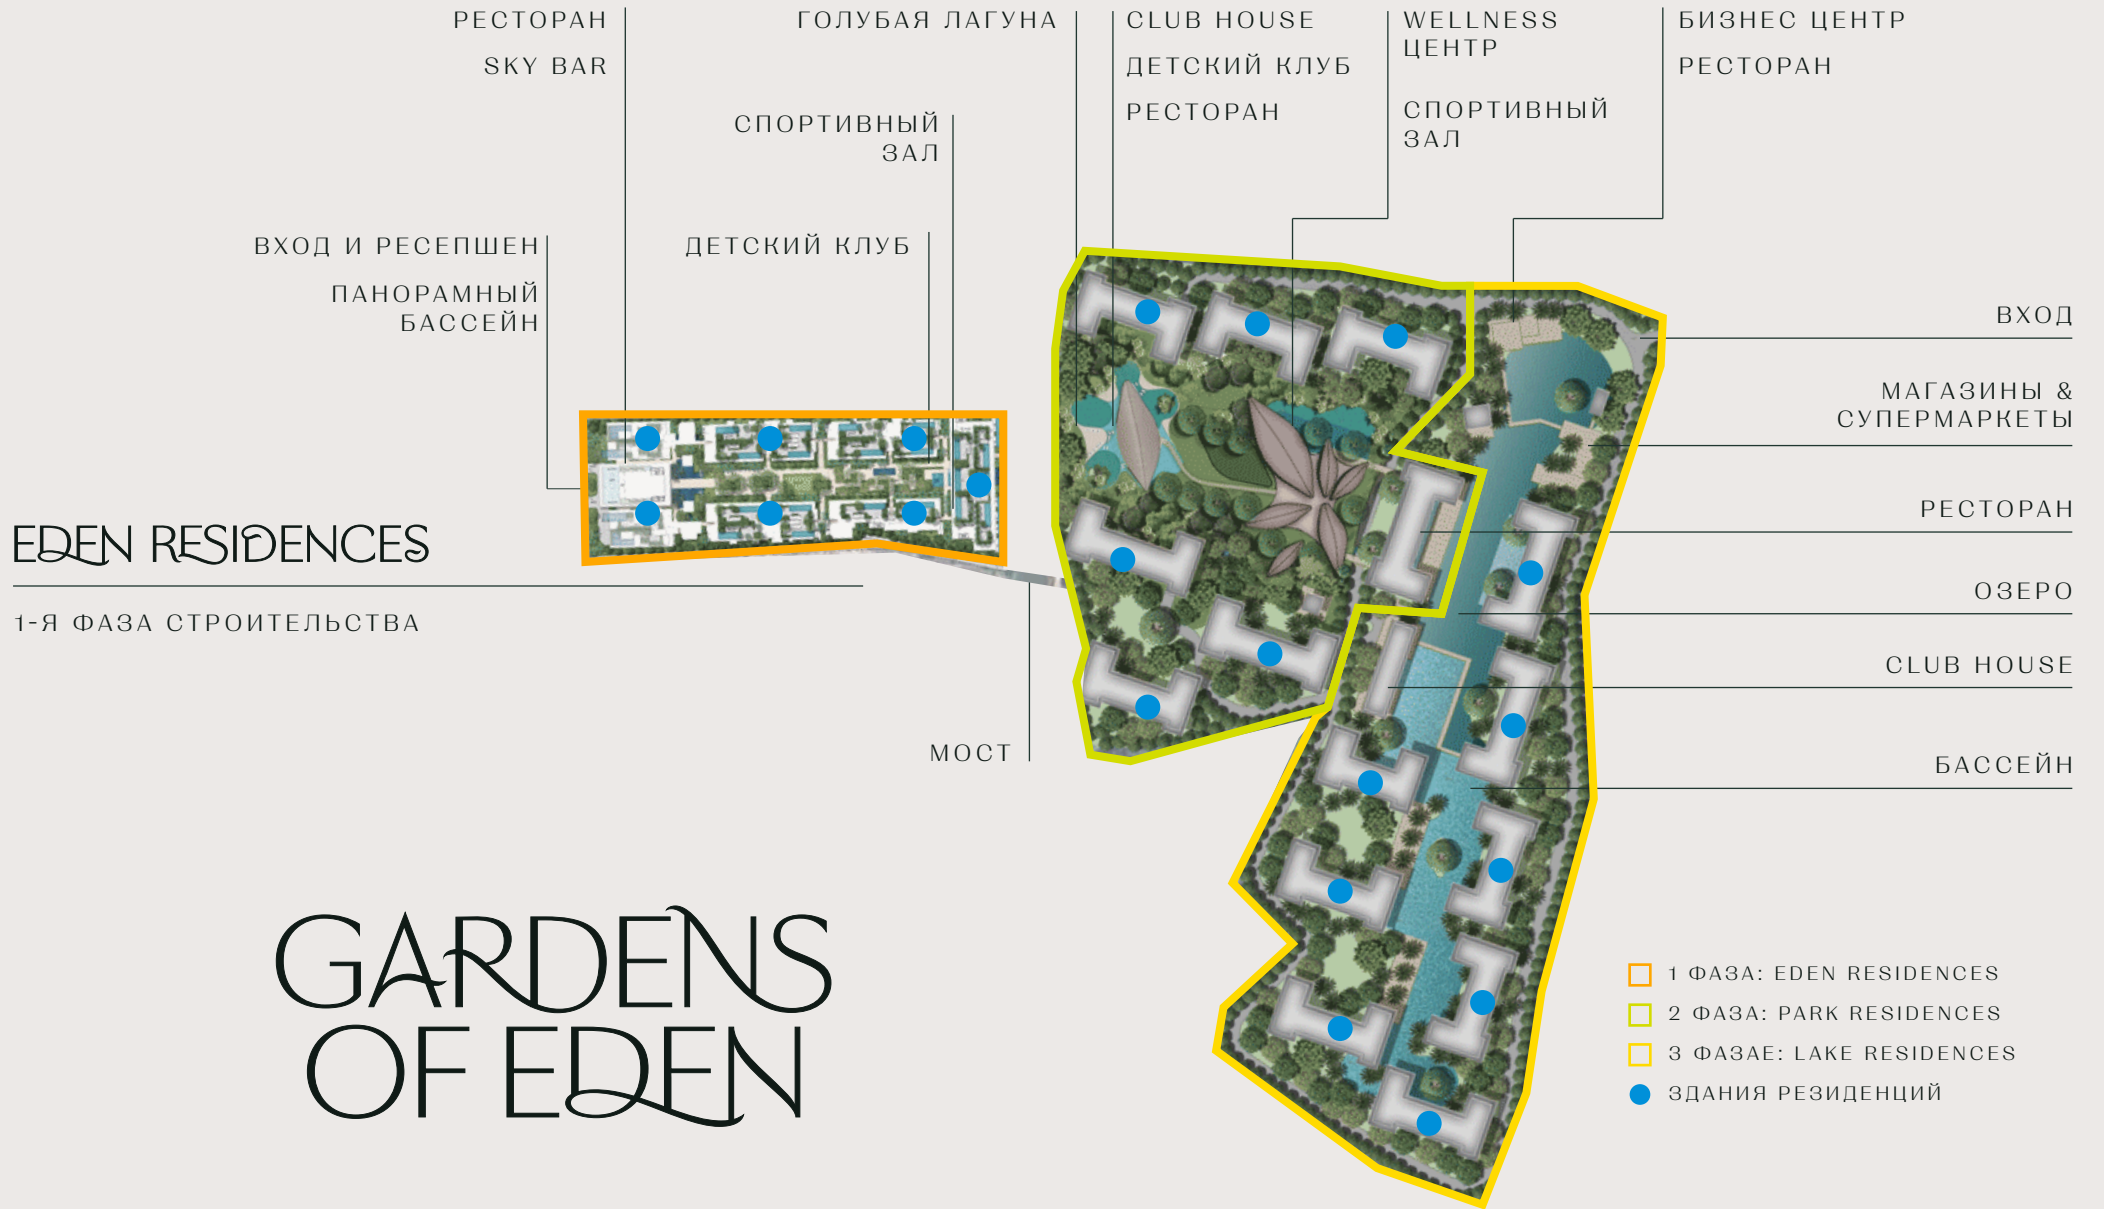 РЕСТОРАН
SKY BAR
ГОЛУБАЯ ЛАГУНА
CLUB HOUSE
ДЕТСКИЙ КЛУБ
РЕСТОРАН
WELLNESS
ЦЕНТР
СПОРТИВНЫЙ
ЗАЛ
БИЗНЕС ЦЕНТР
РЕСТОРАН
СПОРТИВНЫЙ
ЗАЛ
ВХОД И РЕСЕПШЕН
ПАНОРАМНЫЙ
БАССЕЙН
ДЕТСКИЙ КЛУБ
ВХОД
МАГАЗИНЫ &
СУПЕРМАРКЕТЫ
РЕСТОРАН
ОЗЕРО
CLUB HOUSE
БАССЕЙН
EDEN RESIDENCES
1-Я ФАЗА СТРОИТЕЛЬСТВА
МОСТ
GARDENS
OF EDEN
1 ФАЗА: EDEN RESIDENCES
2 ФАЗА: PARK RESIDENCES
3 ФАЗАЕ: LAKE RESIDENCES
ЗДАНИЯ РЕЗИДЕНЦИЙ